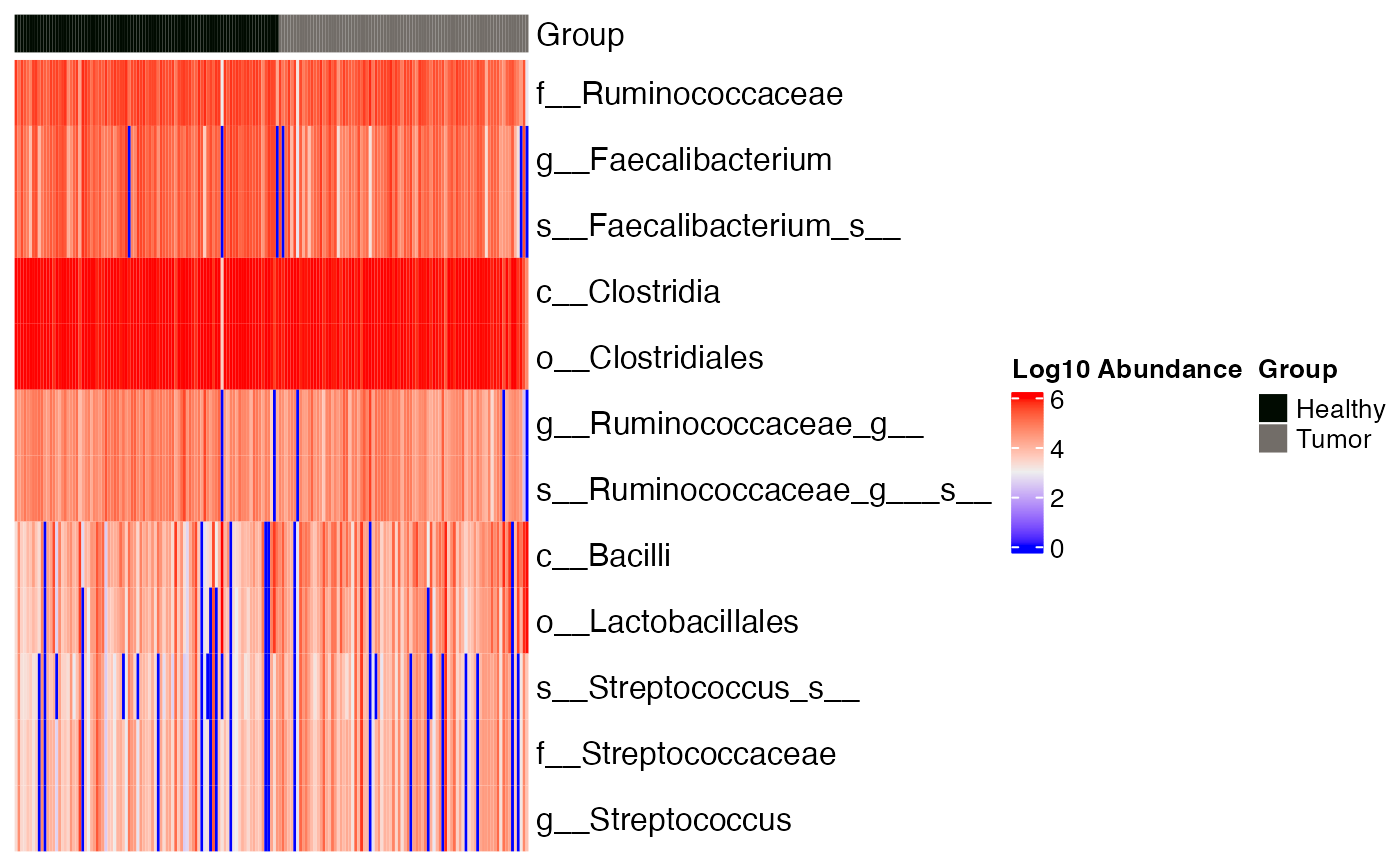 Group
f__Ruminococcaceae
g__Faecalibacterium
s__Faecalibacterium_s__
c__Clostridia
o__Clostridiales
g__Ruminococcaceae_g__
s__Ruminococcaceae_g___s__
c__Bacilli
o__Lactobacillales
s__Streptococcus_s__
f__Streptococcaceae
g__Streptococcus
Log10 Abundance
6
4
2
0
Group
Healthy
Tumor